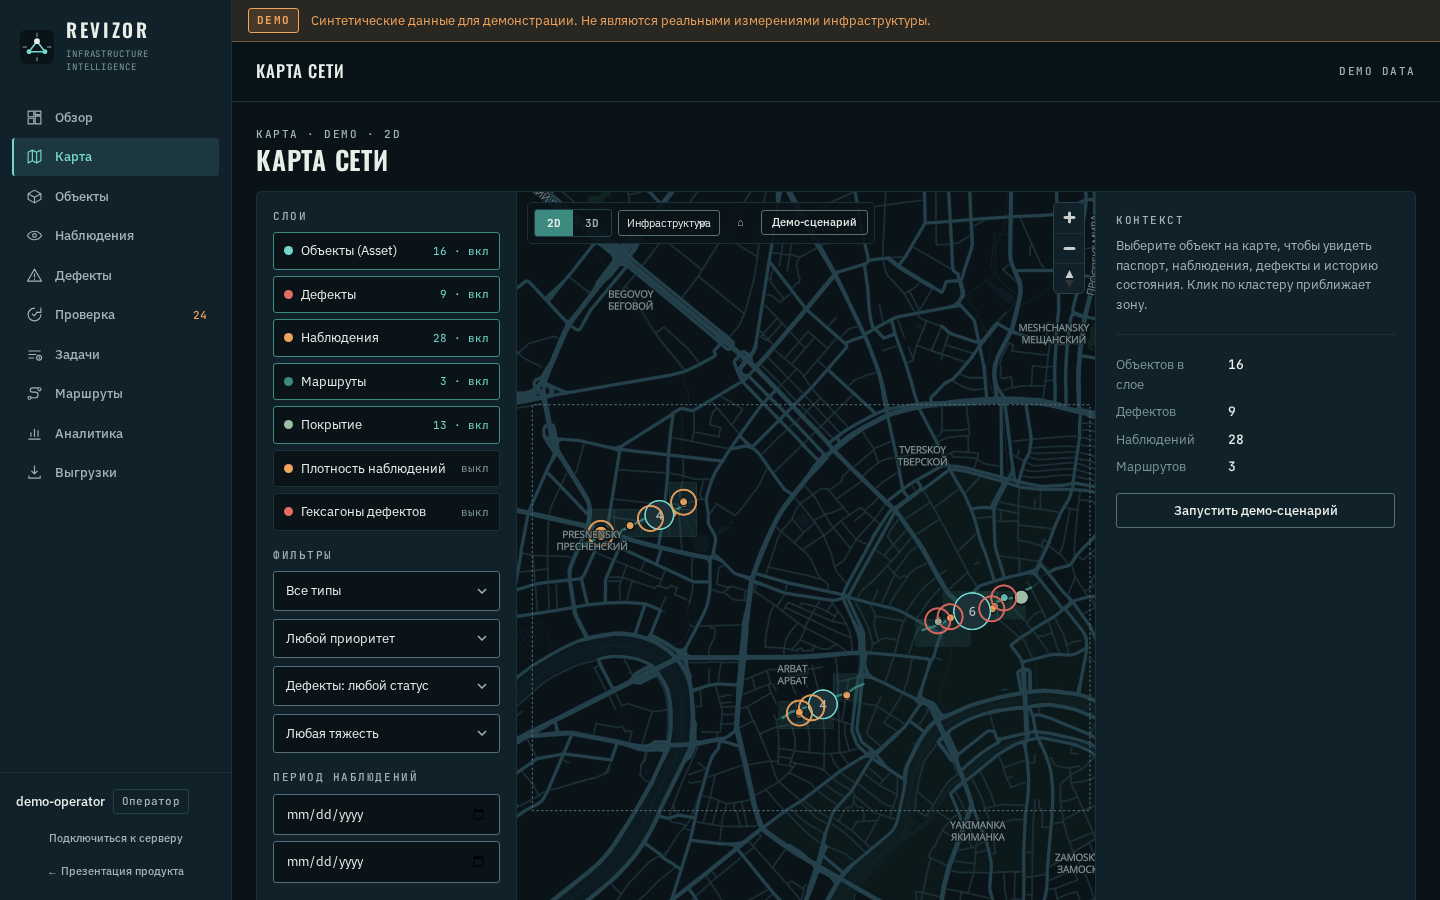 REVIZOR
INFRASTRUCTURE
INTELLIGENCE
Обзор
Карта
Объекты
Наблюдения
Дефекты
Проверка 24
Задачи
Маршруты
Аналитика
Выгрузки
demo-operator Оператор
Подключиться к серверу
← Презентация продукта
DEMO Синтетические данные для демонстрации. Не являются реальными измерениями инфраструктуры.
КАРТА СЕТИ
DEMO DATA
КАРТА · DEMO · 2D
КАРТА СЕТИ
СЛОИ
Объекты (Asset) 16 · вкл
Дефекты 9 · вкл
Наблюдения 28 · вкл
Маршруты 3 · вкл
Покрытие 13 · вкл
Плотность наблюдений выкл
Гексагоны дефектов выкл
ФИЛЬТРЫ
Все типы
Любой приоритет
Дефекты: любой статус
Любая тяжесть
ПЕРИОД НАБЛЮДЕНИЙ
mm/dd/yyyy
mm/dd/yyyy
2D 3D Инфраструктура Демо-сценарий
BEGOVOY
БЕГОВОЙ
MESHCHANSKY
МЕЩАНСКИЙ
TVERSKOY
ТВЕРСКОЙ
4
PRESNENSKY
ПРЕСНЕНСКИЙ
6
ARBAT
АРБАТ
4
YAKIMANKA
ЯКИМАНКА
ZAMOSK
ЗАМОСК
КОНТЕКСТ
Выберите объект на карте, чтобы увидеть
паспорт, наблюдения, дефекты и историю
состояния. Клик по кластеру приближает
зону.
Объектов в
слое 16
Дефектов 9
Наблюдений 28
Маршрутов 3
Запустить демо-сценарий